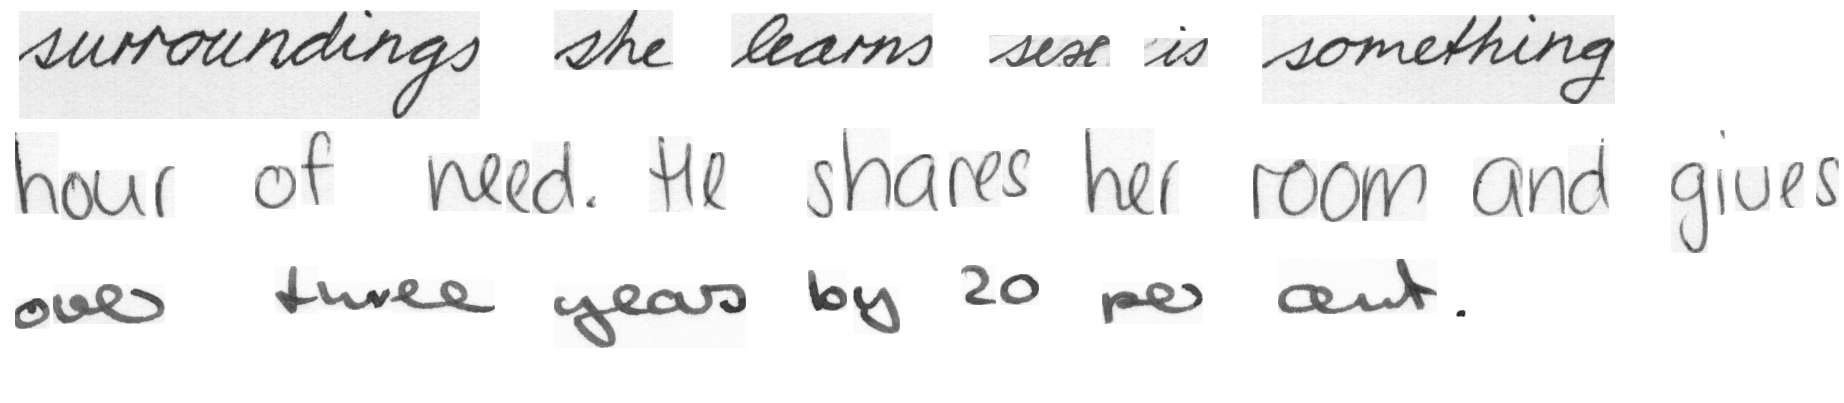 surroundings she learns sex is something
hour of need. He shares her room and gives
over three years by 20 per cent.